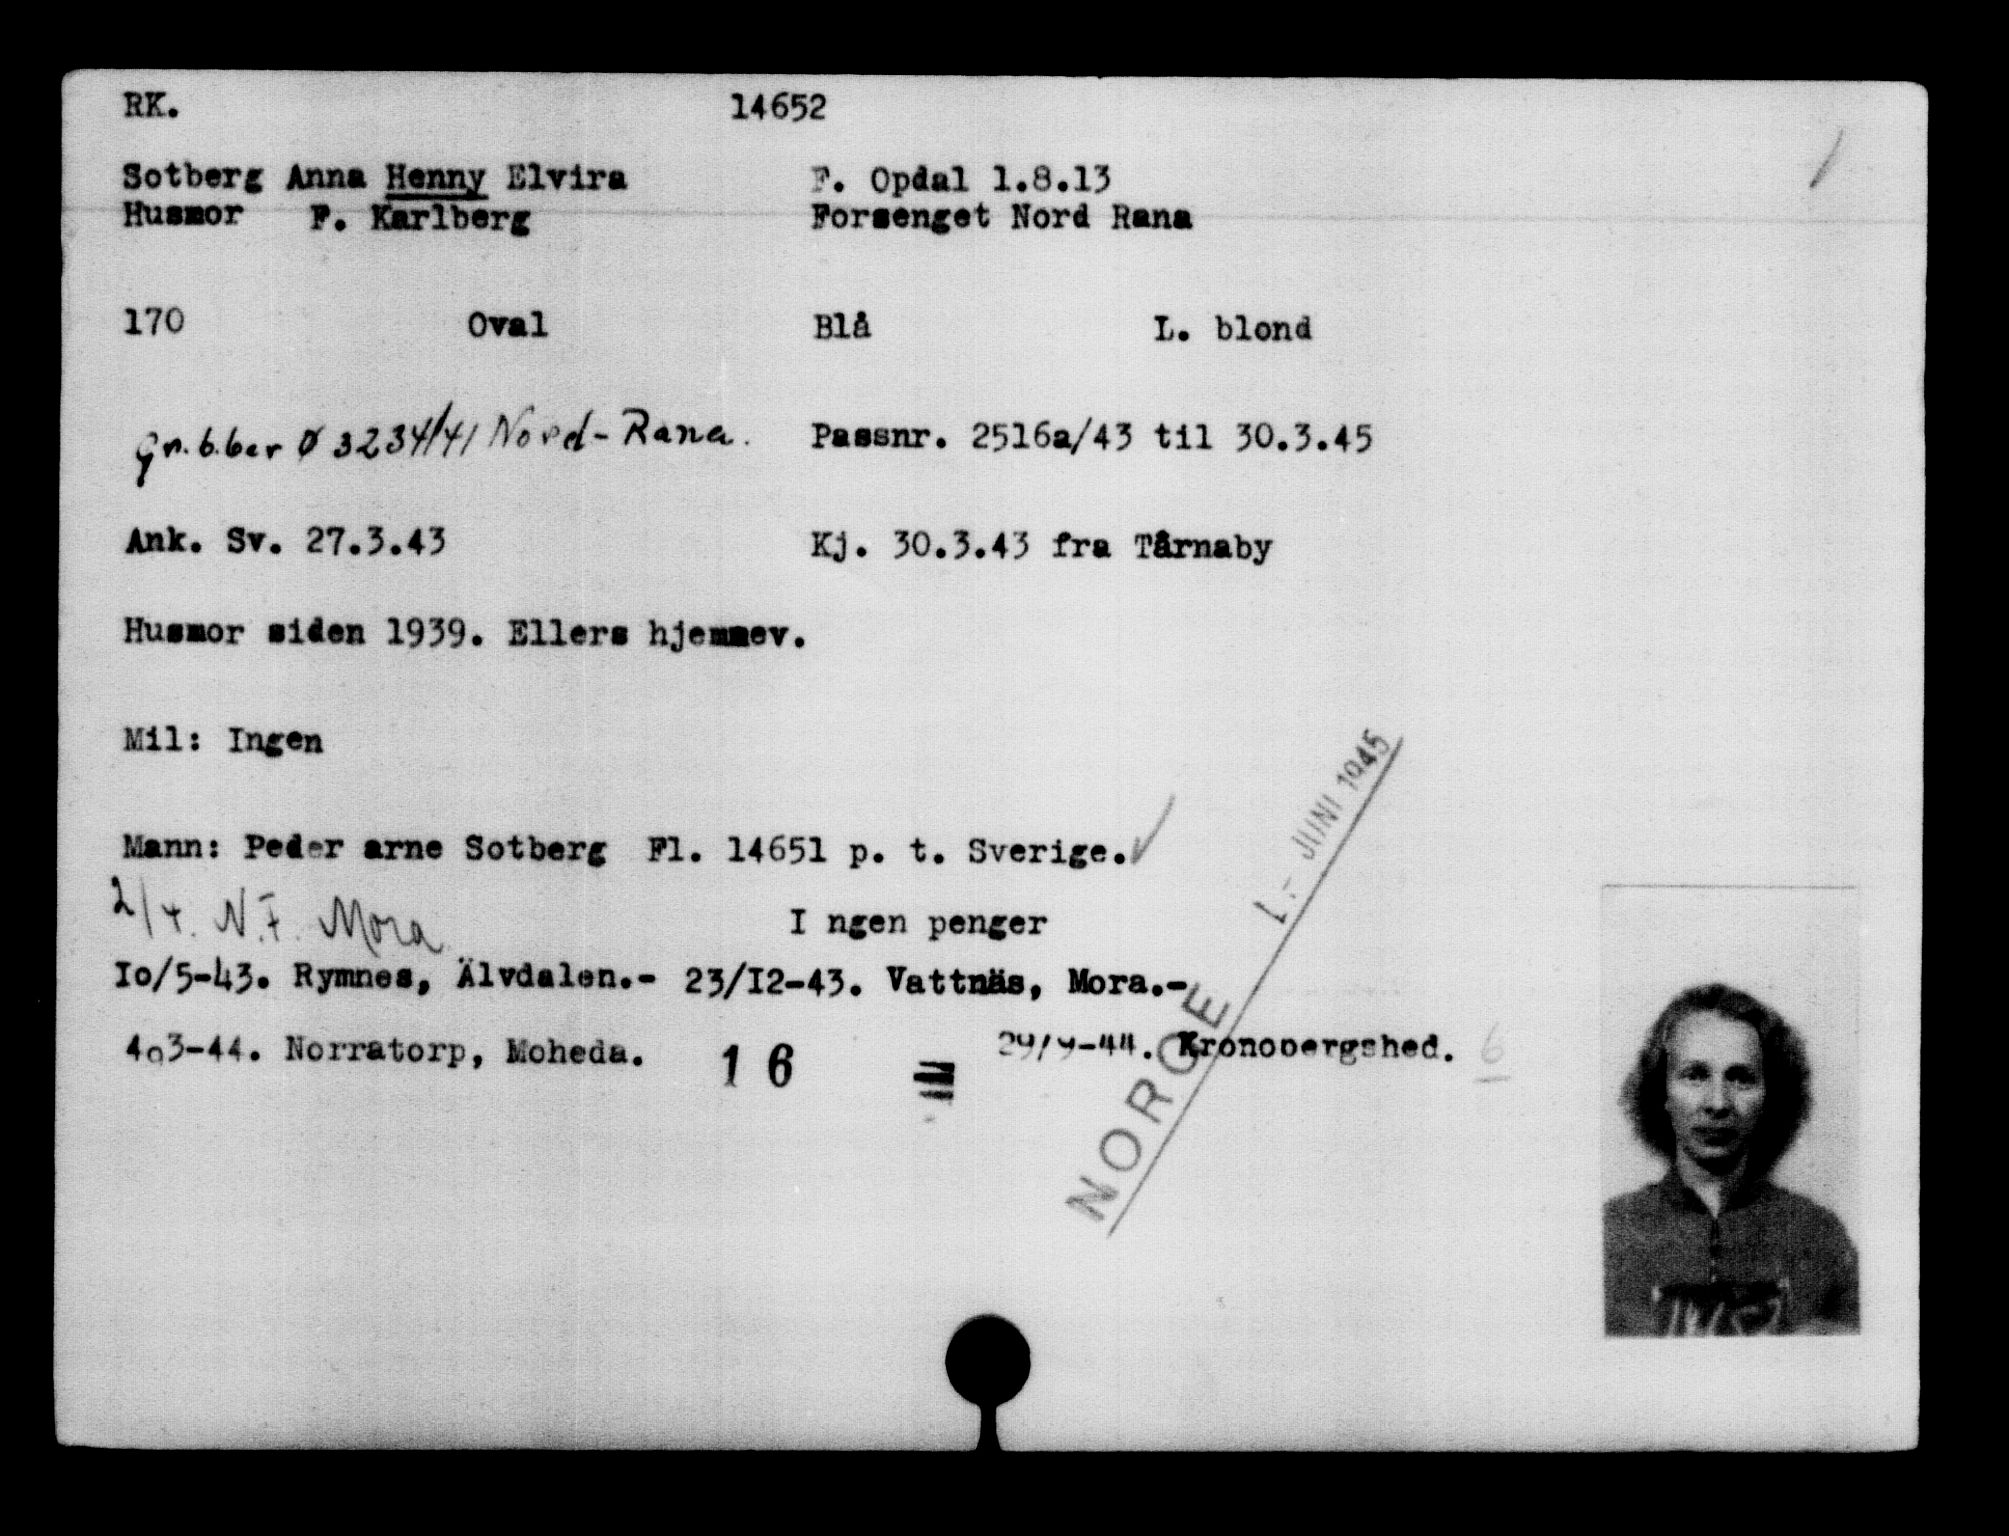 RK. 14652
Sotberg Anna Henny Elvira F. Opdal 1.8.13
Husmor F. Karlberg Forsenget Nord Rana
170 Oval Blå L. blond
Gr.b.ber Ø 3234/41 Nord-Rana. Passnr. 2516a/43 til 30.3.45
Ank. Sv. 27.3.43 Kj. 30.3.43 fra Tårnaby
Husmor siden 1939. Ellers hjemmev.
Mil: Ingen
Mann: Peder arne Sotberg Fl. 14651 p. t. Sverige.
2/4. N.F. Mora I ngen penger
Io/5-43. Rymnes, Älvdalen.- 23/I2-43. Vattnäs, Mora.-
4o3-44. Norratorp, Moheda. 16 29/9-44. Kronobergshed. 6
NORGE JUNI 1945